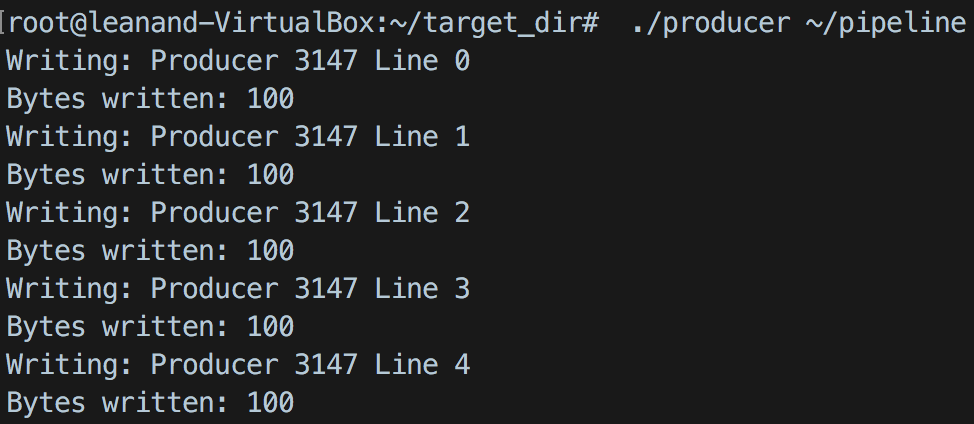 [root@leanand-VirtualBox:~/target_dir#  ./producer ~/pipeline
Writing: Producer 3147 Line 0
Bytes written: 100
Writing: Producer 3147 Line 1
Bytes written: 100
Writing: Producer 3147 Line 2
Bytes written: 100
Writing: Producer 3147 Line 3
Bytes written: 100
Writing: Producer 3147 Line 4
Bytes written: 100